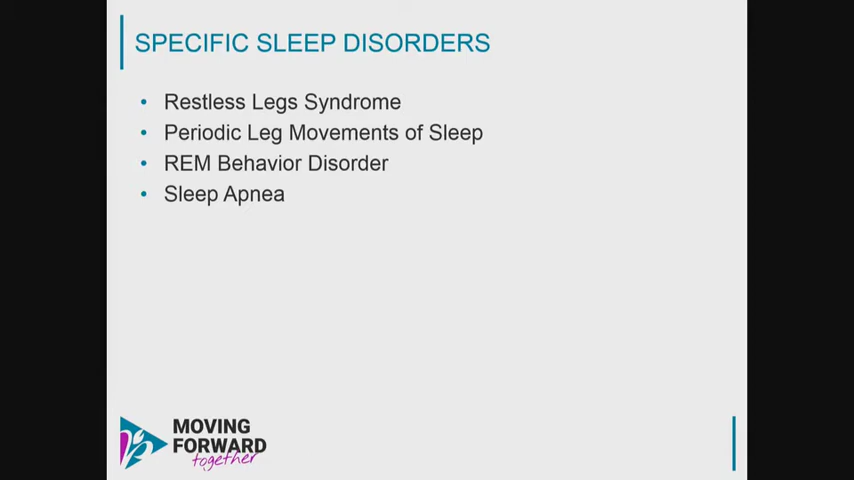 SPECIFIC SLEEP DISORDERS
• Restless Legs Syndrome
• Periodic Leg Movements of Sleep
• REM Behavior Disorder
• Sleep Apnea
MOVING
FORWARD
together